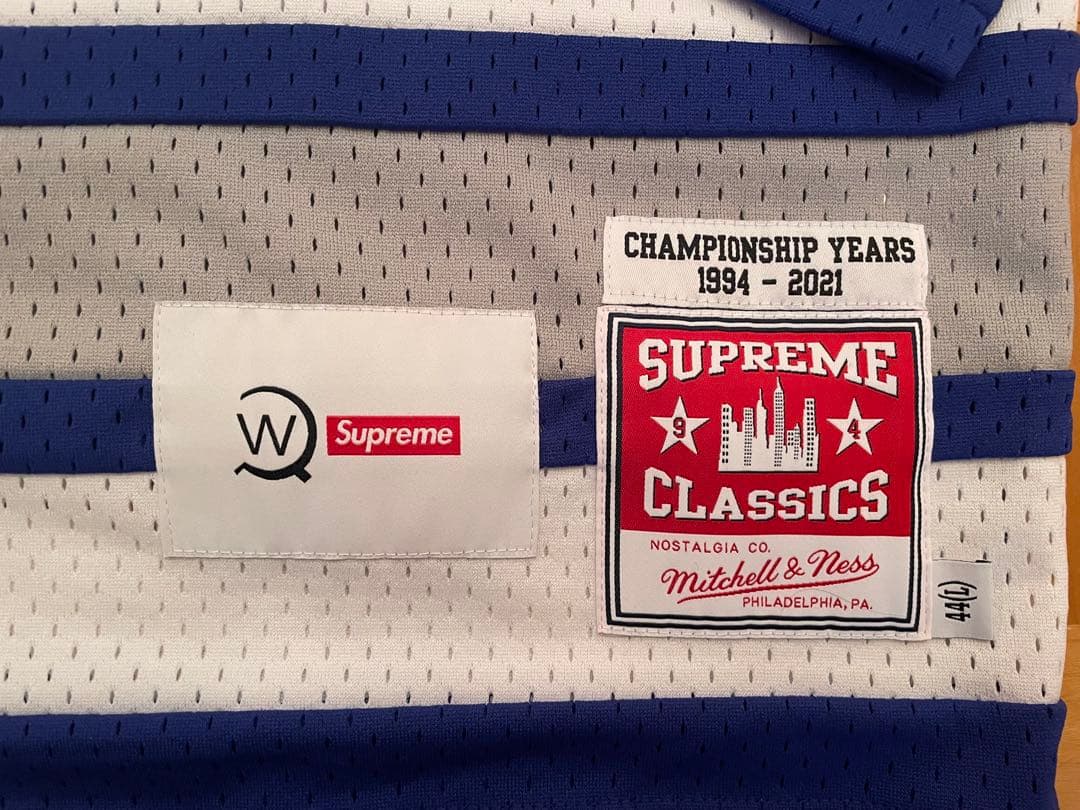 CHAMPIONSHIP YEARS
1994 - 2021
SUPREME
9 4
CLASSICS
NOSTALGIA CO.
Mitchell & Ness
PHILADELPHIA, PA.
W Supreme
44(L)